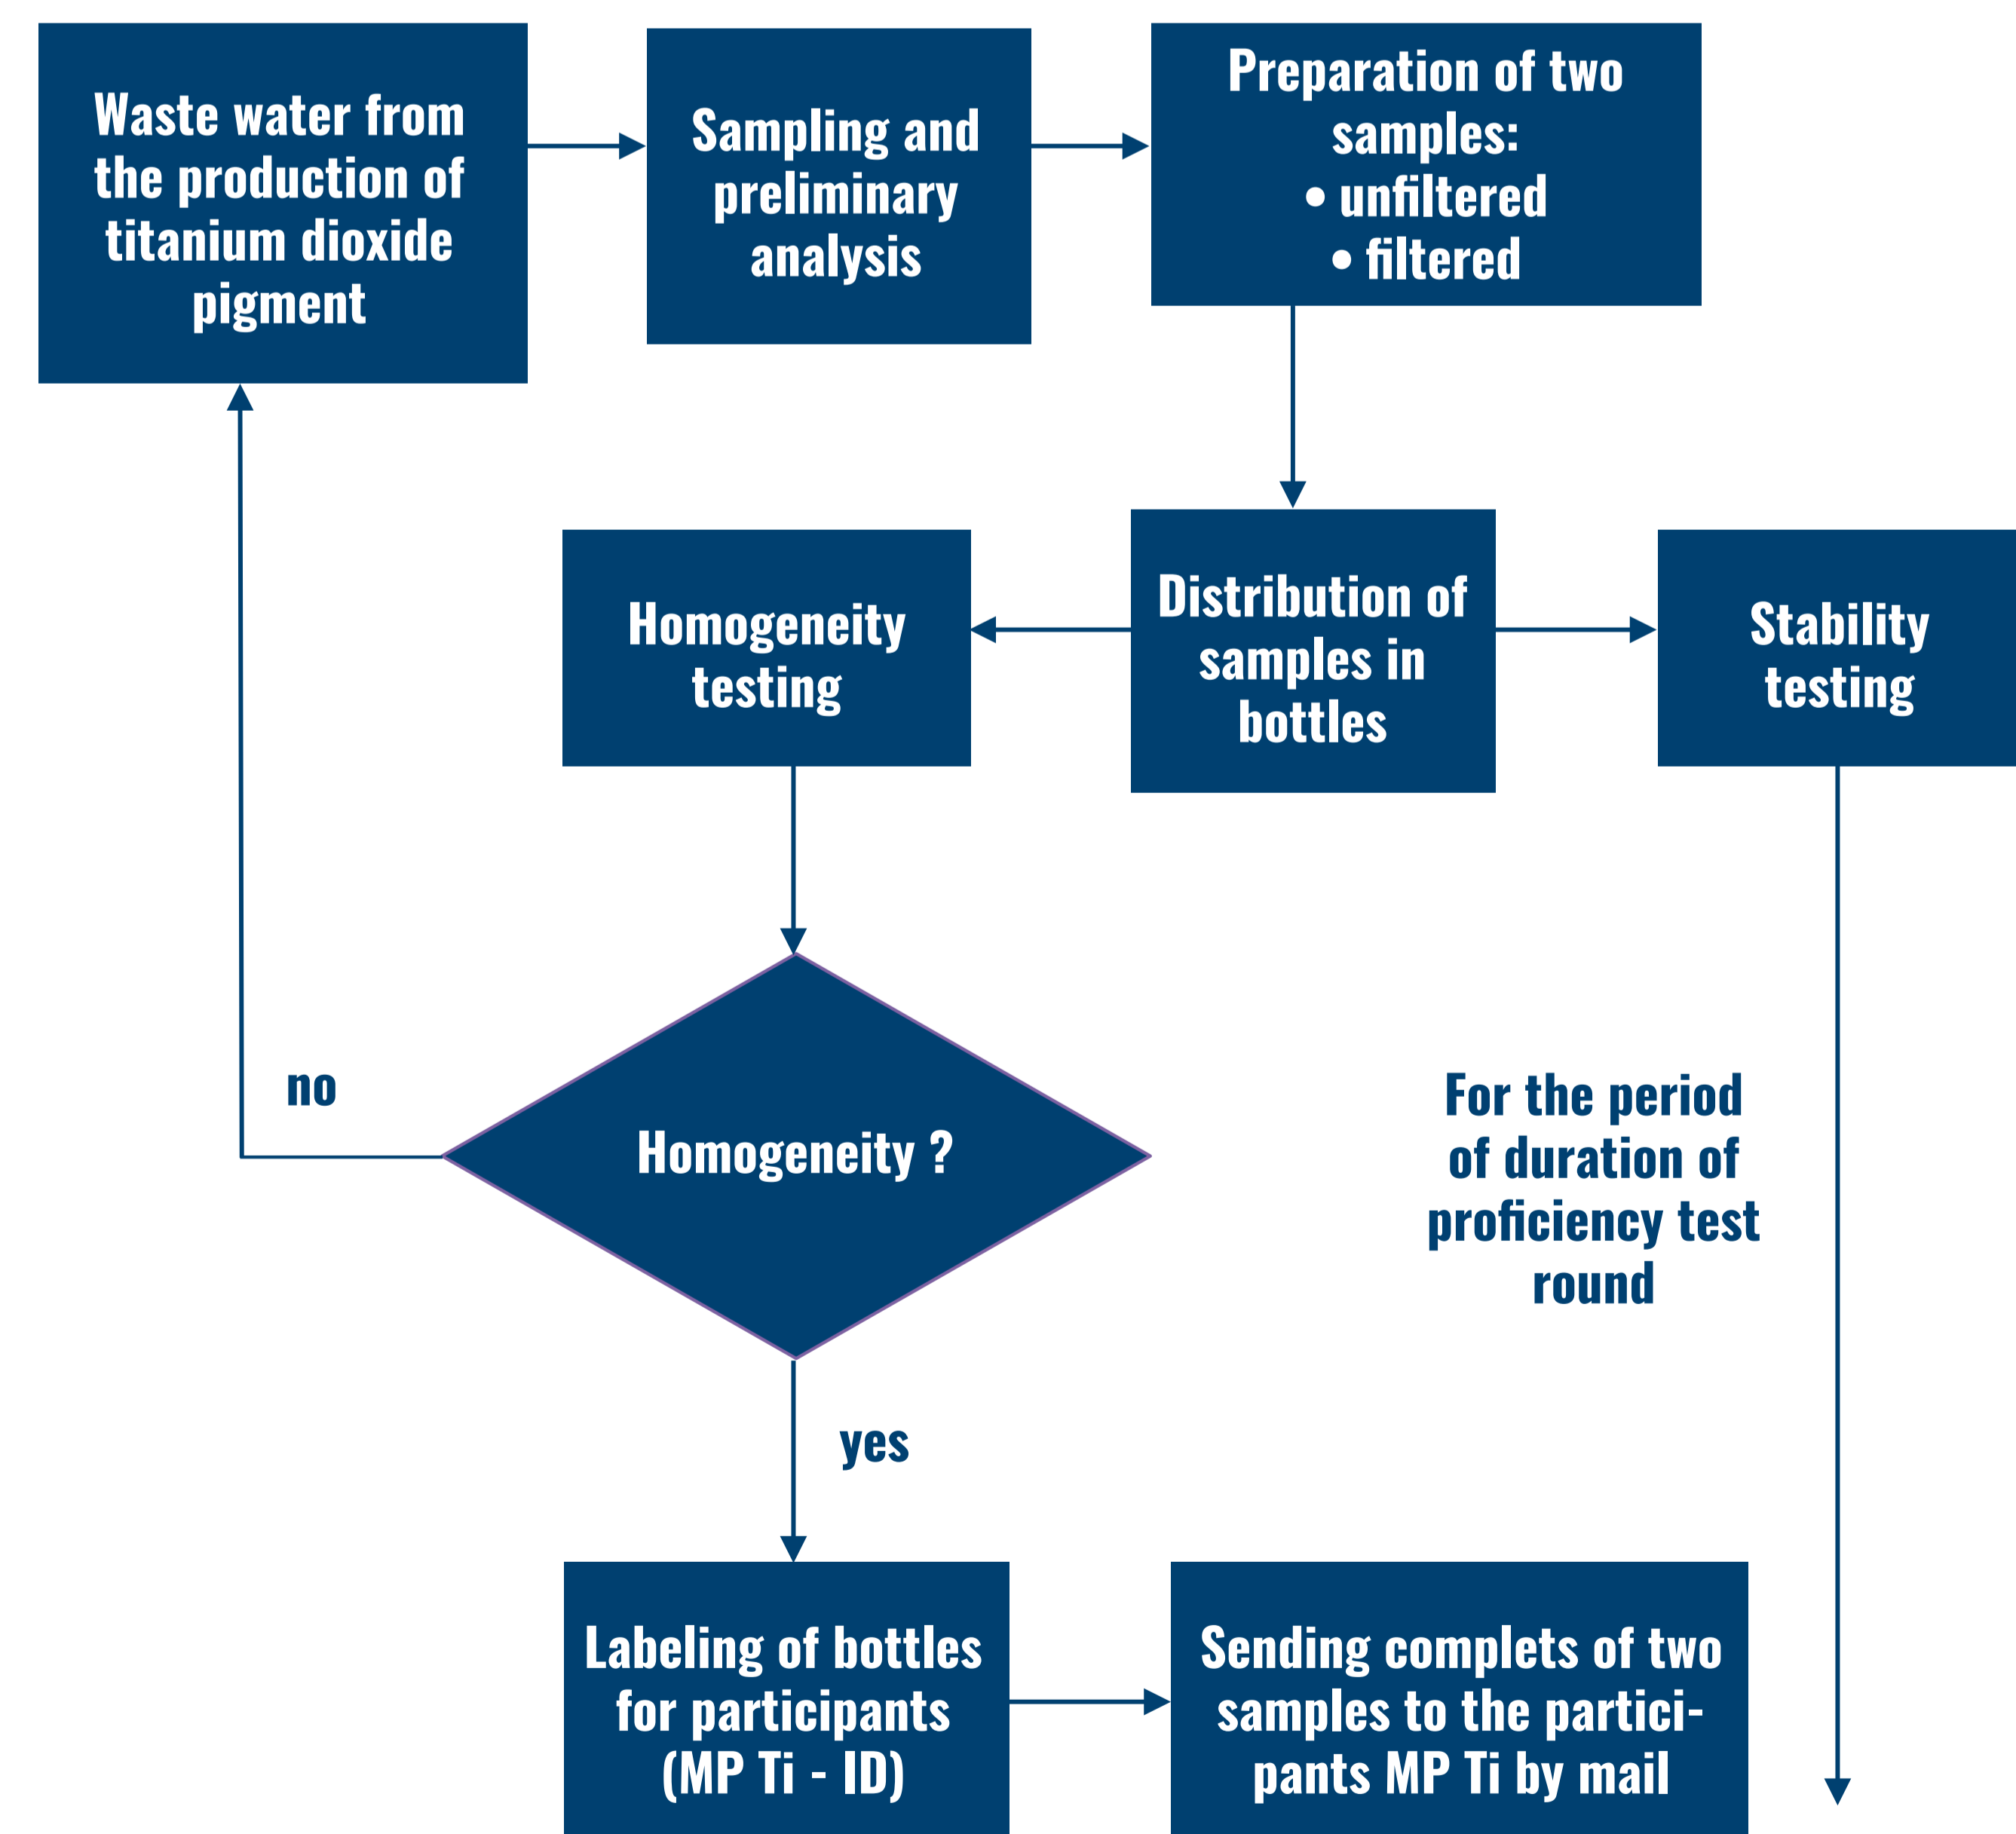 Waste water from
the production of
titanium dioxide
pigment
Sampling and
preliminary
analysis
Preparation of two
samples:
• unfiltered
• filtered
Homogeneity
testing
Distribution of
samples in
bottles
Stability
testing
no
Homogeneity ?
For the period
of duration of
proficiency test
round
yes
Labeling of bottles
for participants
(MP Ti - ID)
Sending complets of two
samples to the partici-
pants MP Ti by mail